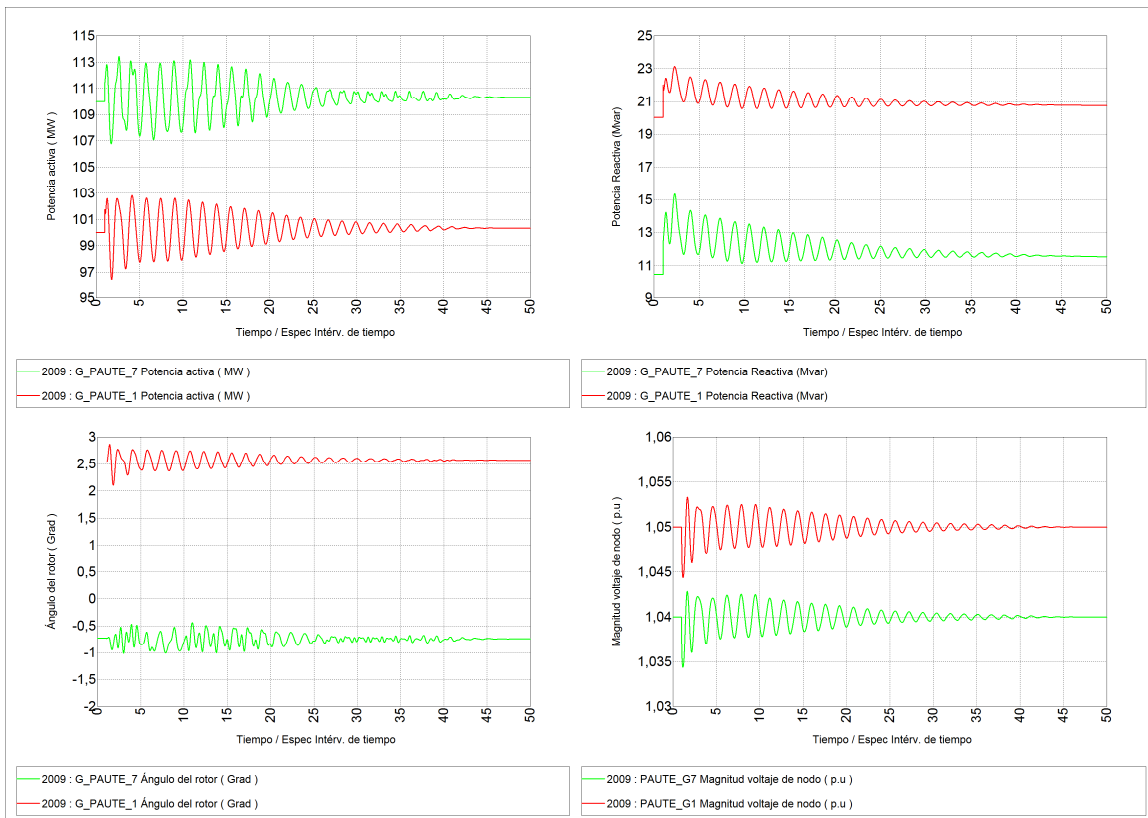 115
113
111
109
107
105
103
101
99
97
95
Potencia activa ( MW )
0 5 10 15 20 25 30 35 40 45 50
Tiempo / Espec Intérv. de tiempo
2009 : G_PAUTE_7 Potencia activa ( MW )
2009 : G_PAUTE_1 Potencia activa ( MW )
25
23
21
19
17
15
13
11
9
Potencia Reactiva (Mvar)
0 5 10 15 20 25 30 35 40 45 50
Tiempo / Espec Intérv. de tiempo
2009 : G_PAUTE_7 Potencia Reactiva (Mvar)
2009 : G_PAUTE_1 Potencia Reactiva (Mvar)
3
2,5
2
1,5
1
0,5
0
-0,5
-1
-1,5
-2
Ángulo del rotor ( Grad )
0 5 10 15 20 25 30 35 40 45 50
Tiempo / Espec Intérv. de tiempo
2009 : G_PAUTE_7 Ángulo del rotor ( Grad )
2009 : G_PAUTE_1 Ángulo del rotor ( Grad )
1,06
1,055
1,05
1,045
1,04
1,035
1,03
Magnitud voltaje de nodo ( p.u )
0 5 10 15 20 25 30 35 40 45 50
Tiempo / Espec Intérv. de tiempo
2009 : PAUTE_G7 Magnitud voltaje de nodo ( p.u )
2009 : PAUTE_G1 Magnitud voltaje de nodo ( p.u )